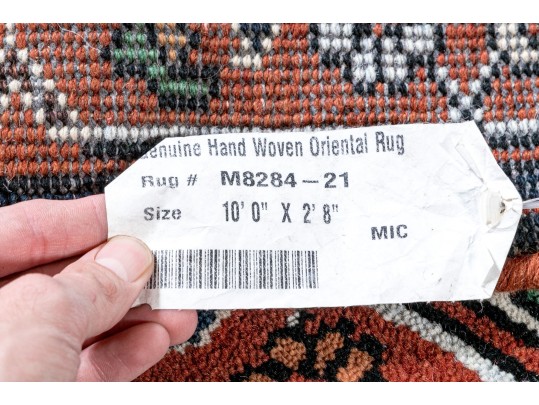 Genuine Hand Woven Oriental Rug
Rug # M8284-21
Size 10' 0" X 2' 8"
MIC